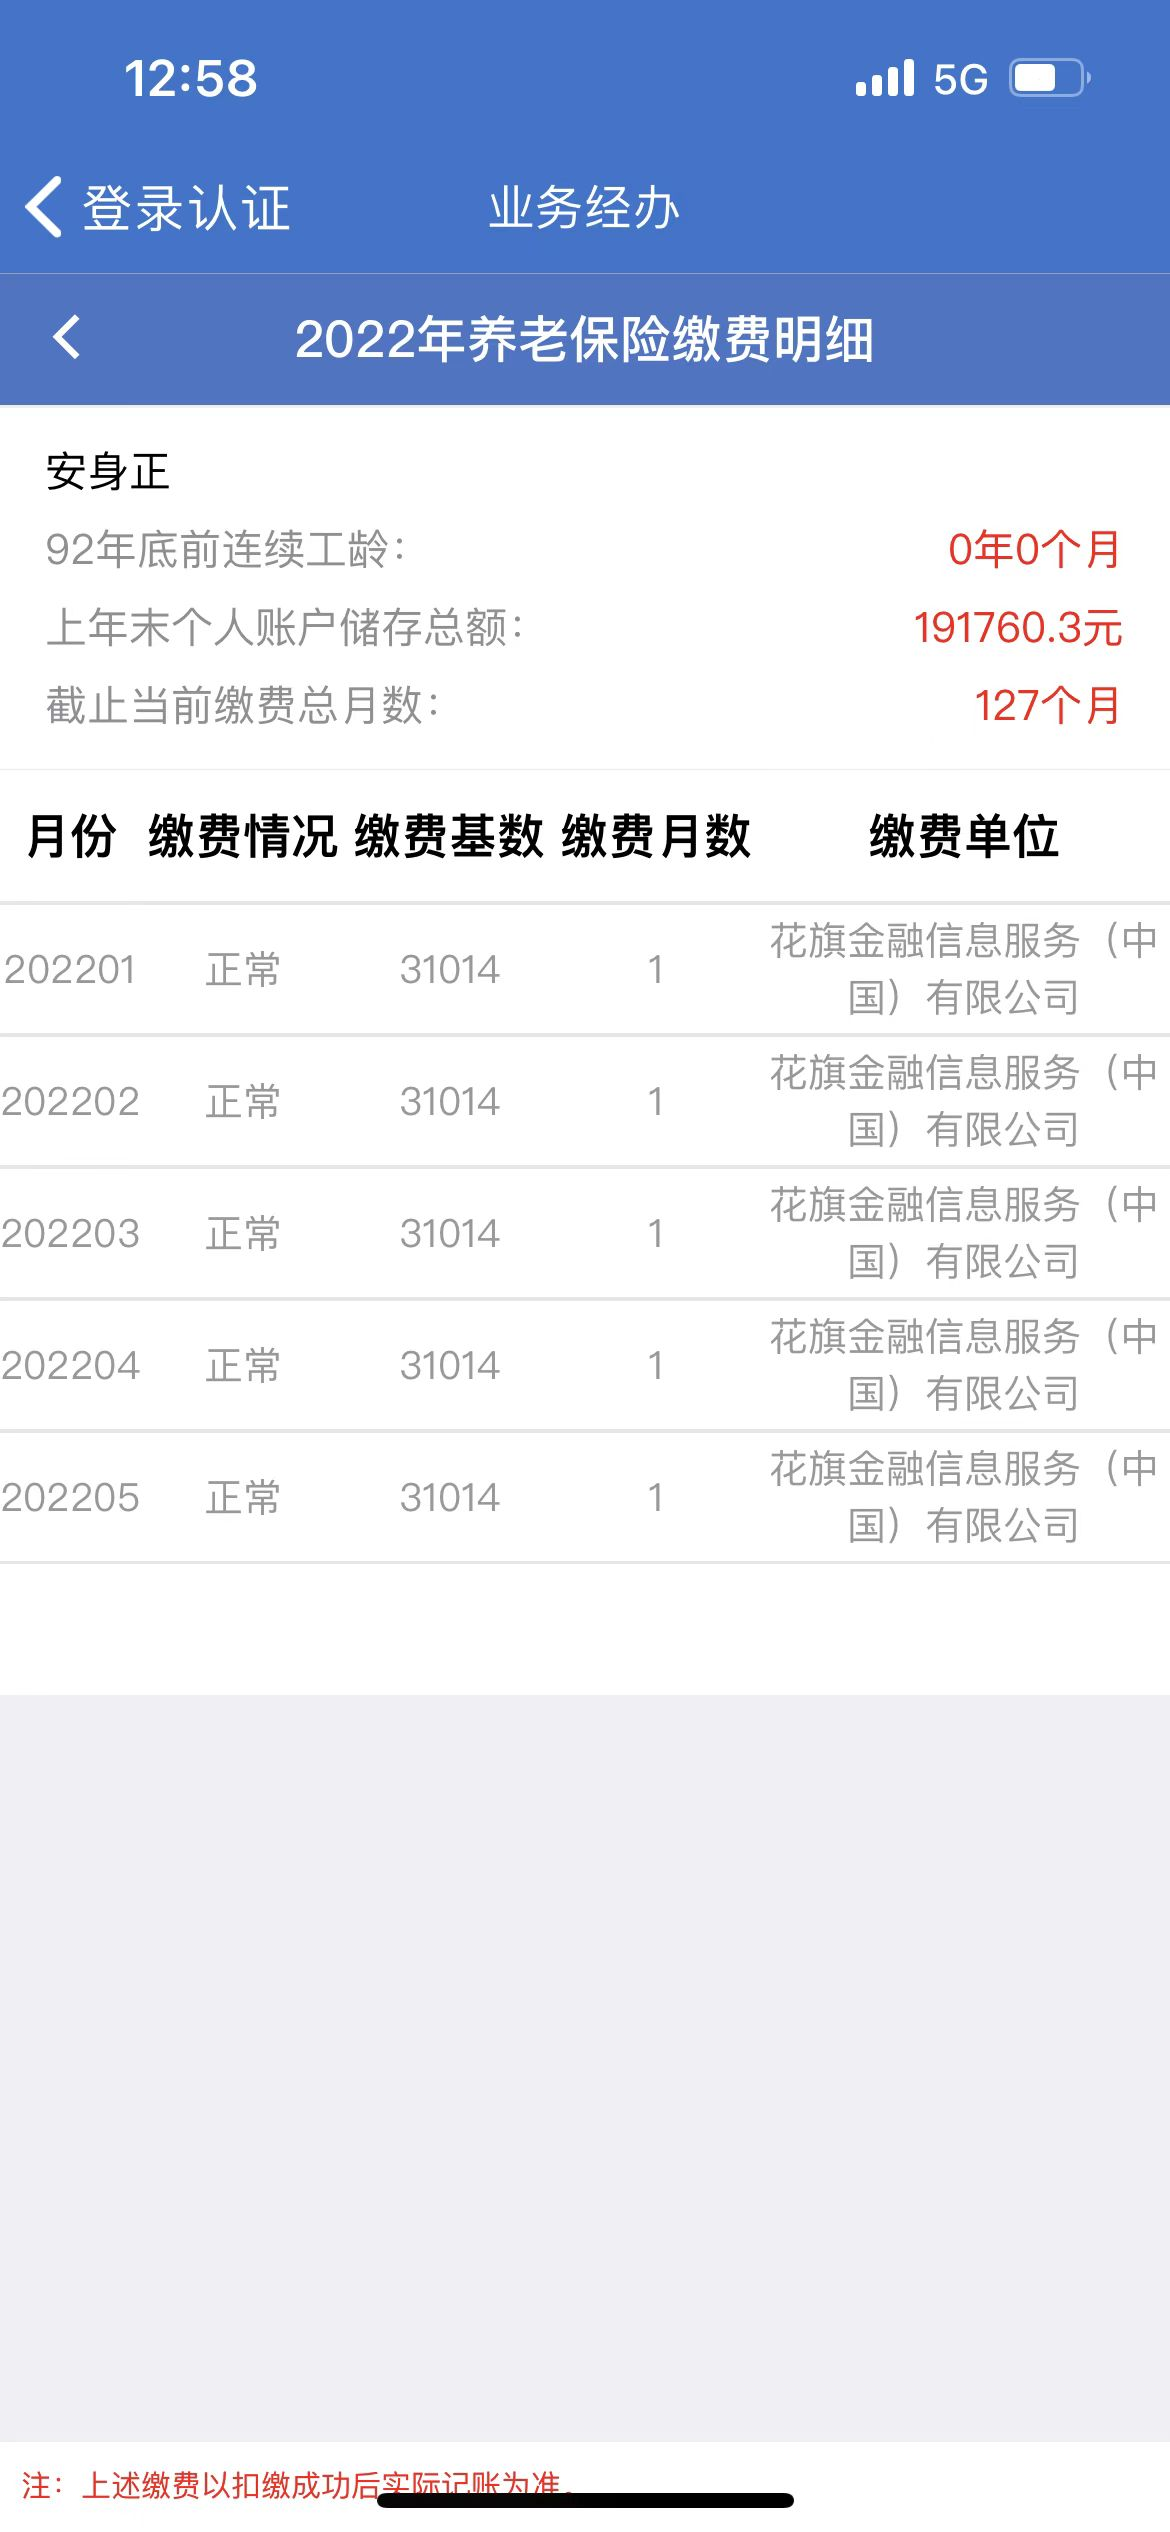 12:58
5G
登录认证
业务经办
2022年养老保险缴费明细
安身正
92年底前连续工龄： 0年0个月
上年末个人账户储存总额： 191760.3元
截止当前缴费总月数： 127个月
月份 缴费情况 缴费基数 缴费月数 缴费单位
202201 正常 31014 1 花旗金融信息服务（中
国）有限公司
202202 正常 31014 1 花旗金融信息服务（中
国）有限公司
202203 正常 31014 1 花旗金融信息服务（中
国）有限公司
202204 正常 31014 1 花旗金融信息服务（中
国）有限公司
202205 正常 31014 1 花旗金融信息服务（中
国）有限公司
注：上述缴费以扣缴成功后实际记账为准。